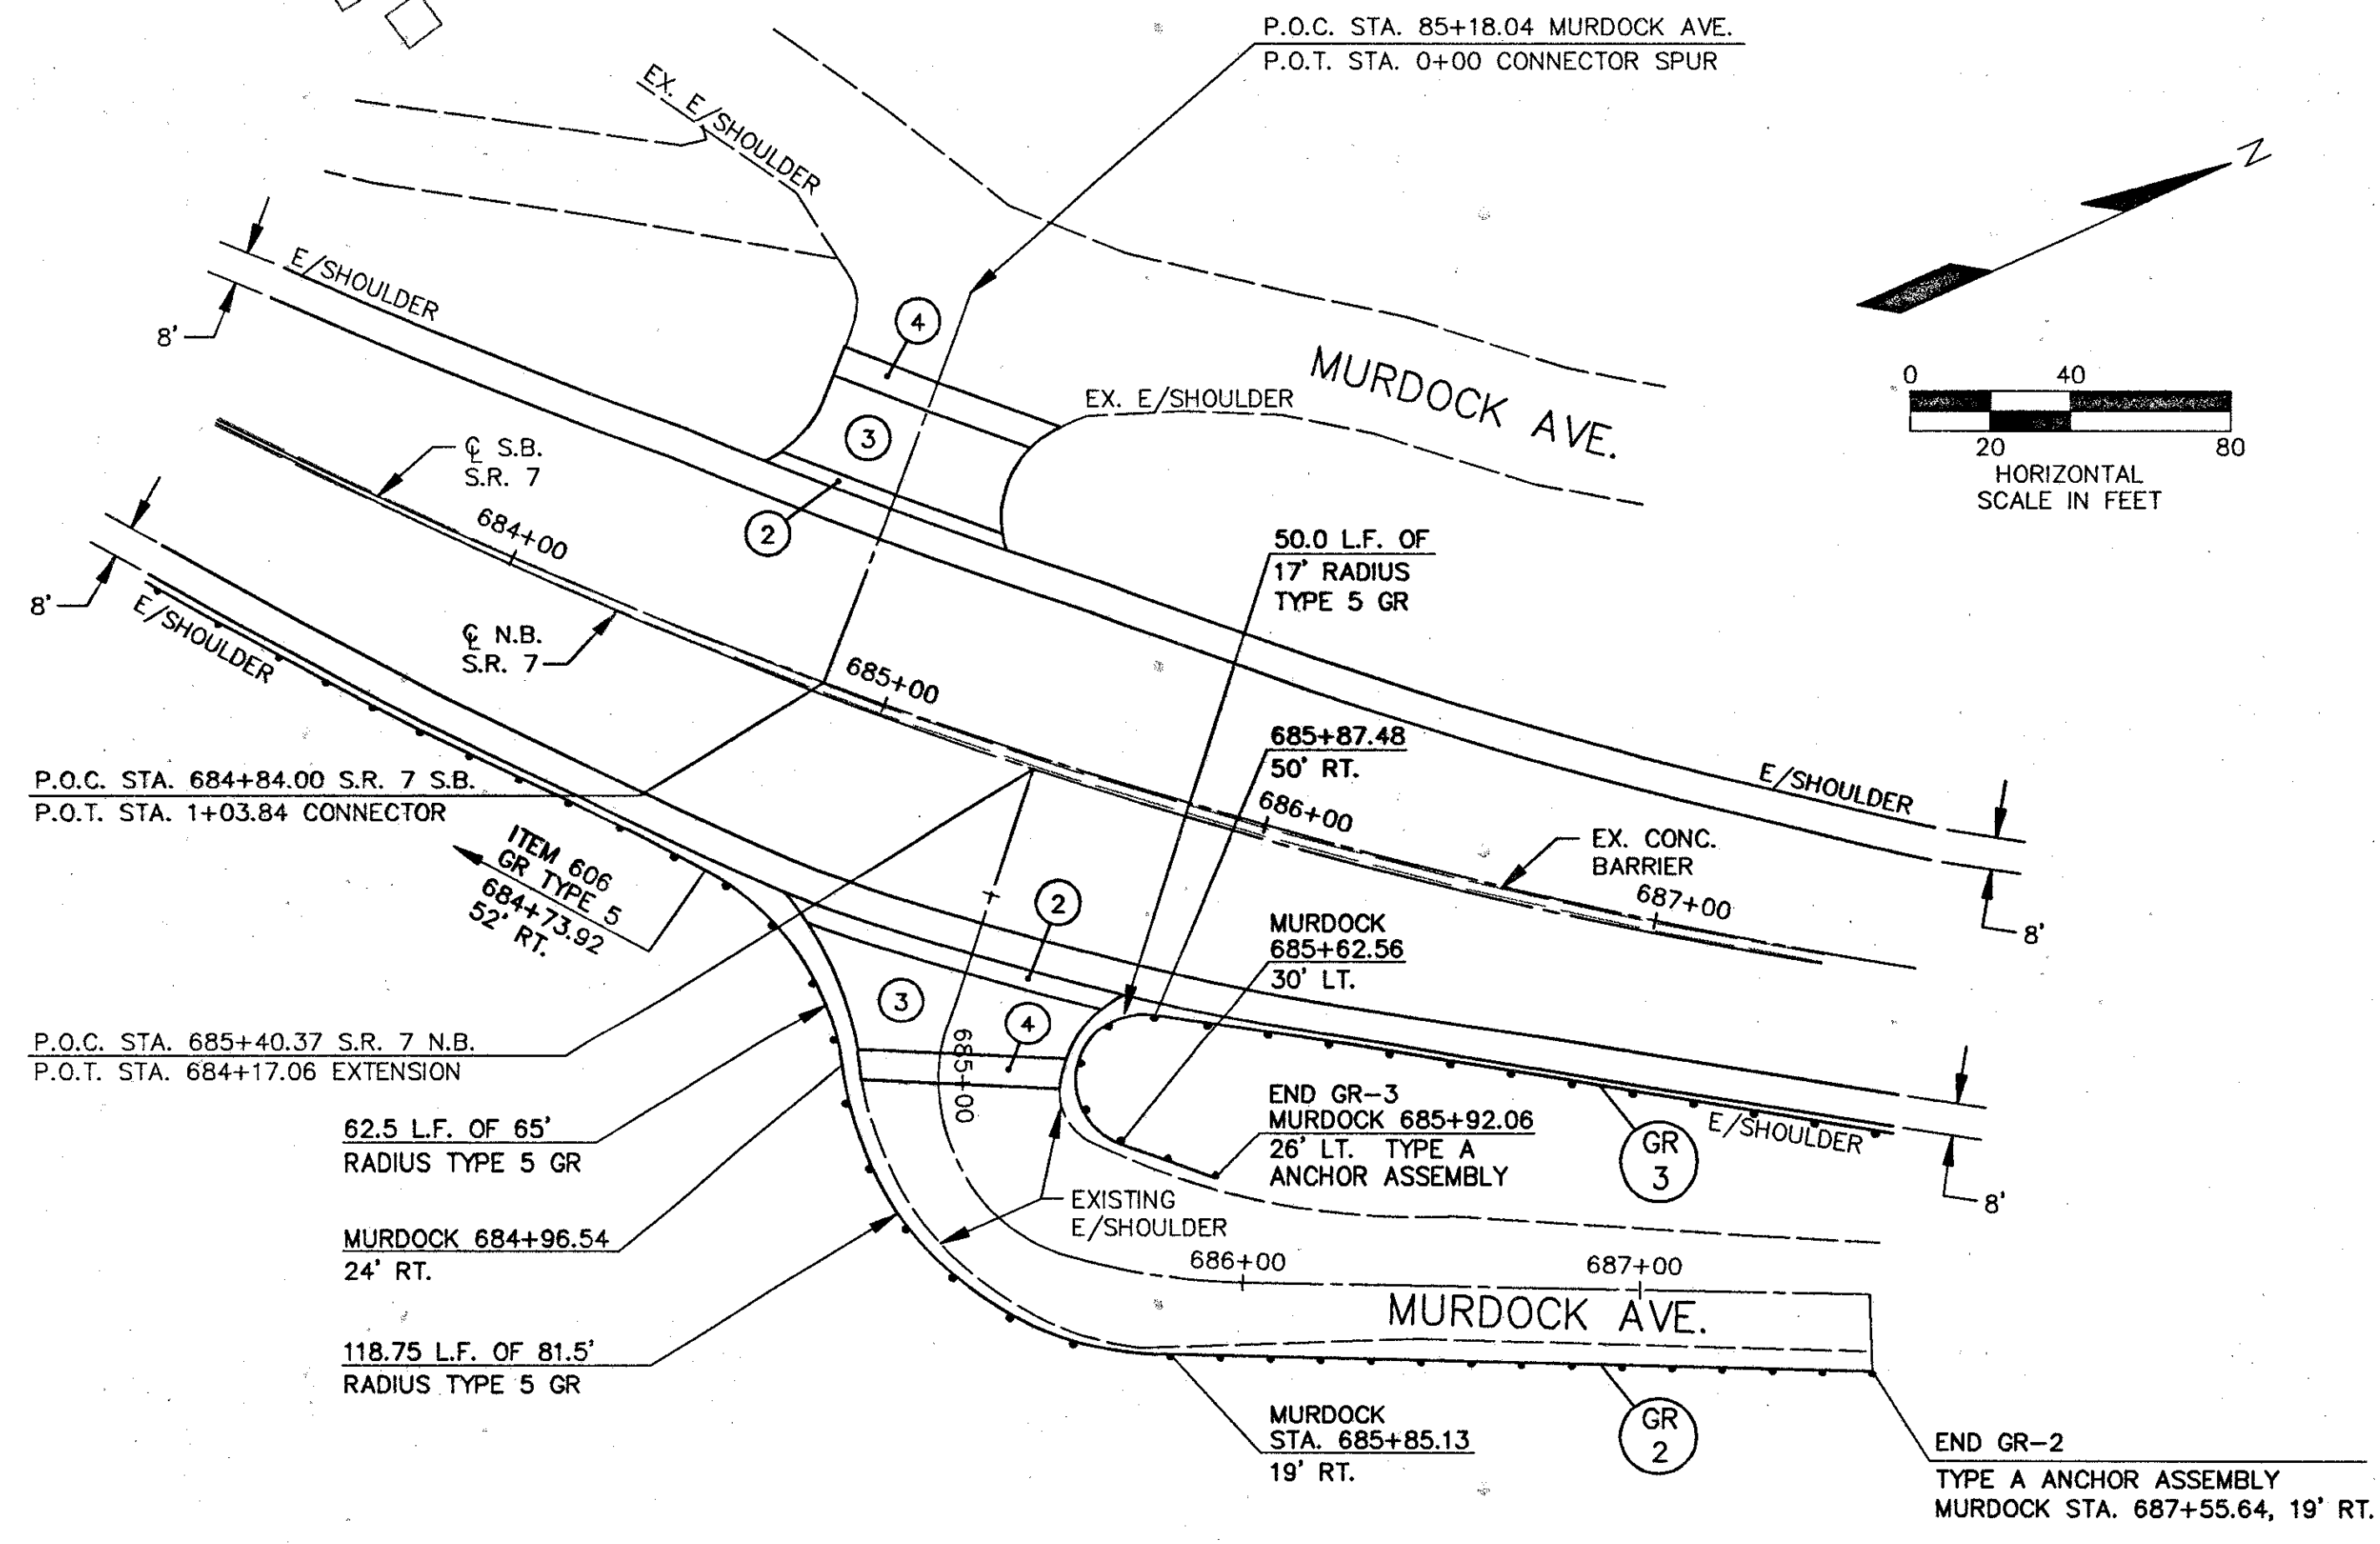 P.O.C. STA. 85+18.04 MURDOCK AVE.
P.O.T. STA. 0+00 CONNECTOR SPUR
EX. E/SHOULDER
N
E/SHOULDER
8'
4
MURDOCK AVE.
EX. E/SHOULDER
3
2
0
40
20
80
HORIZONTAL
SCALE IN FEET
℄ S.B.
S.R. 7
684+00
50.0 L.F. OF
17' RADIUS
TYPE 5 GR
8'
E/SHOULDER
℄ N.B.
S.R. 7
685+00
685+87.48
50' RT.
686+00
E/SHOULDER
P.O.C. STA. 684+84.00 S.R. 7 S.B.
P.O.T. STA. 1+03.84 CONNECTOR
EX. CONC.
BARRIER
687+00
8'
ITEM 606
GR TYPE 5
684+73.92
52' RT.
2
MURDOCK
685+62.56
30' LT.
3
4
685+00
P.O.C. STA. 685+40.37 S.R. 7 N.B.
P.O.T. STA. 684+17.06 EXTENSION
END GR-3
MURDOCK 685+92.06
26' LT. TYPE A
ANCHOR ASSEMBLY
GR
3
E/SHOULDER
8'
62.5 L.F. OF 65'
RADIUS TYPE 5 GR
EXISTING
E/SHOULDER
MURDOCK 684+96.54
24' RT.
686+00
687+00
MURDOCK AVE.
118.75 L.F. OF 81.5'
RADIUS TYPE 5 GR
MURDOCK
STA. 685+85.13
19' RT.
GR
2
END GR-2
TYPE A ANCHOR ASSEMBLY
MURDOCK STA. 687+55.64, 19' RT.